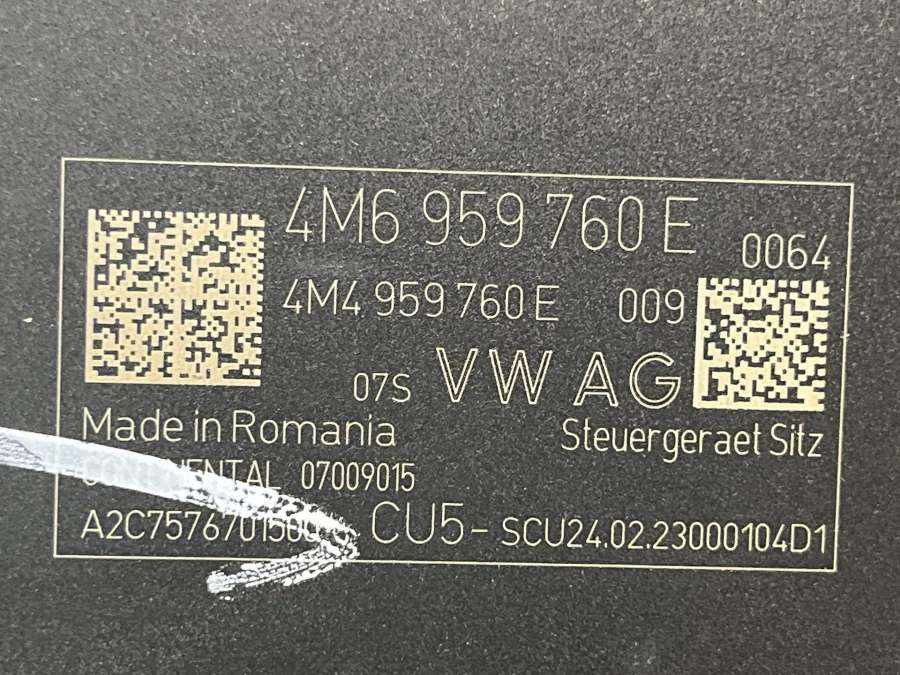 4M6 959 760 E 0064
4M4 959 760 E 009
07S VW AG
Made in Romania Steuergeraet Sitz
07009015
CU5- SCU24.02.23000104D1